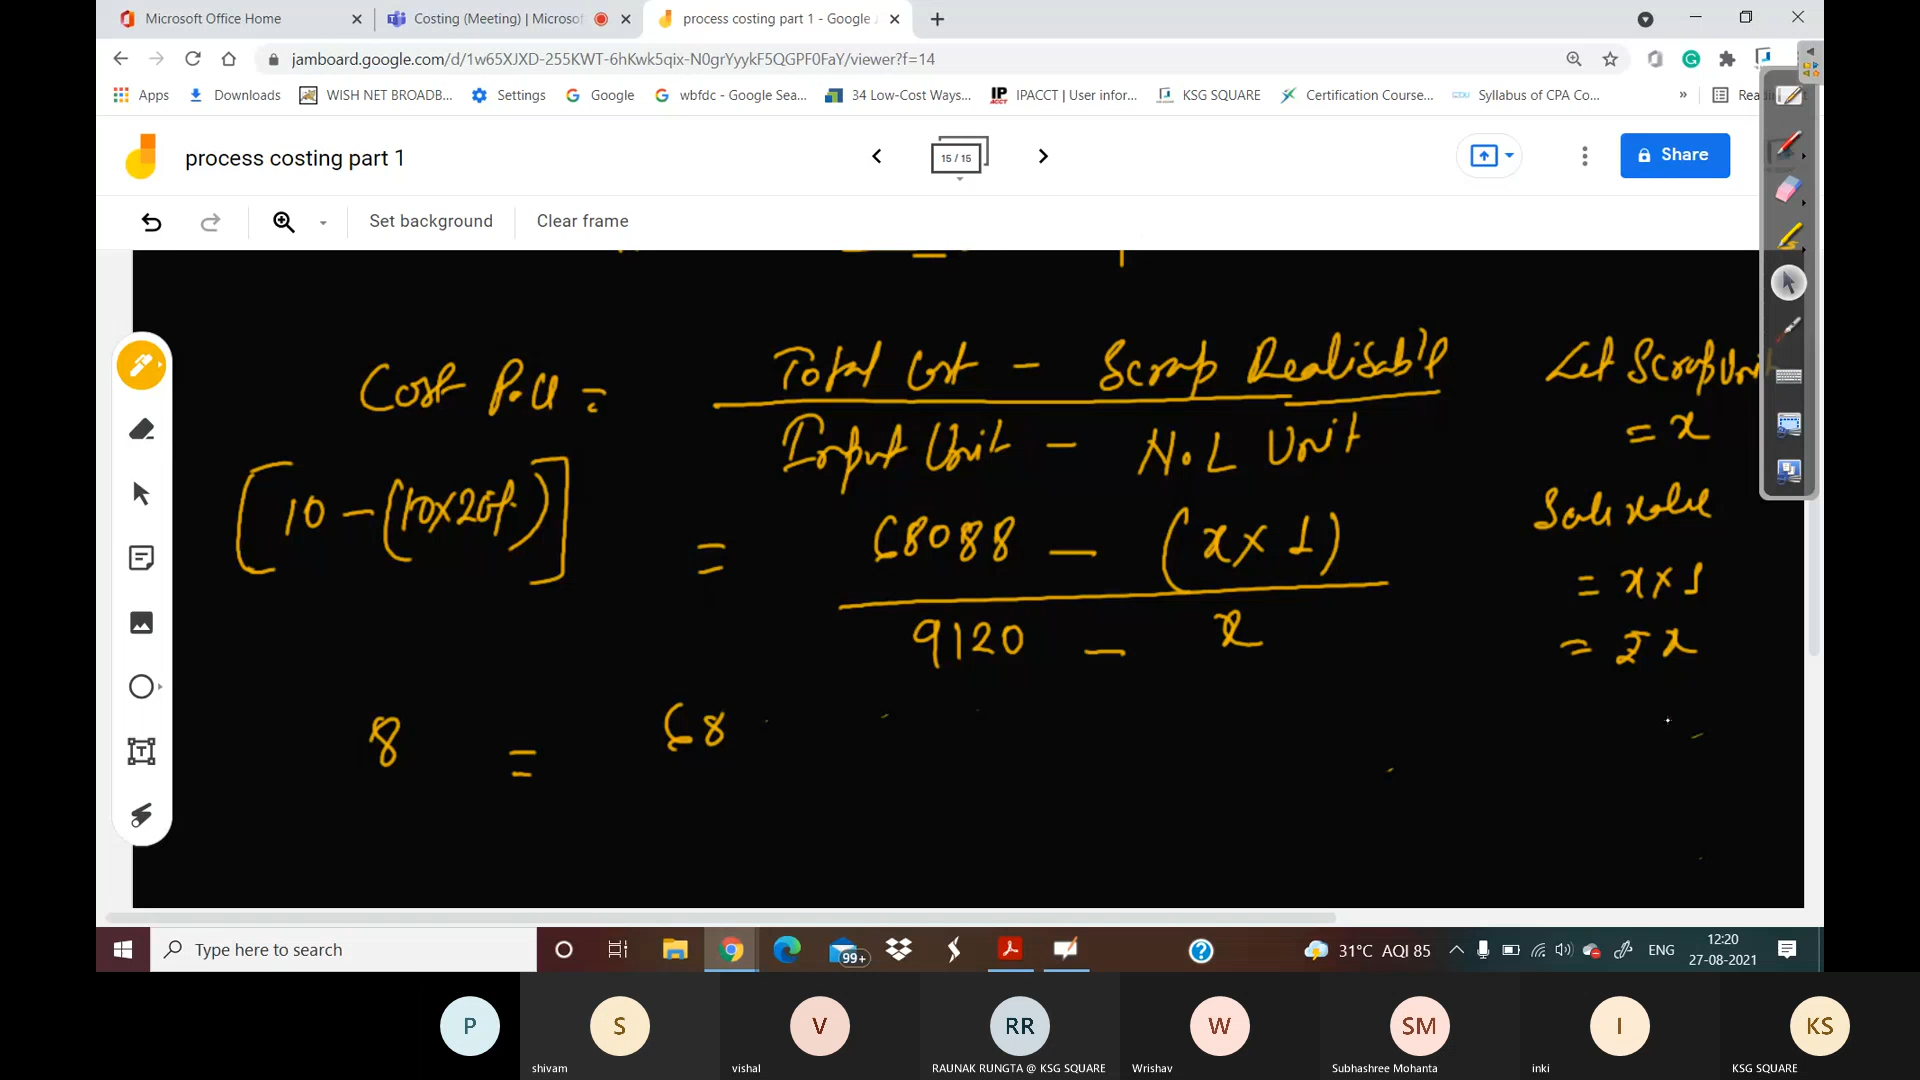 Microsoft Office Home
Costing (Meeting) | Microsof
process costing part 1 - Google J
jamboard.google.com/d/1w65XJXD-255KWT-6hKwk5qix-N0grYyykF5QGPF0FaY/viewer?f=14
Apps
Downloads
WISH NET BROADB...
Settings
Google
wbfdc - Google Sea...
34 Low-Cost Ways...
IPACCT | User infor...
KSG SQUARE
Certification Course...
Syllabus of CPA Co...
»
process costing part 1
15 / 15
Share
Set background
Clear frame
Cost P.U = Total Cost - Scrap Realisable
Input Unit - N.L Unit
Let Scrap Unit
= x
[10 - (10x20%)] = 68088 - (x x 1)
9120 - x
Sale value
= x x 1
= ₹ x
8 = 68
Type here to search
99+
31°C AQI 85
ENG
12:20
27-08-2021
P
S
V
RR
W
SM
I
KS
shivam
vishal
RAUNAK RUNGTA @ KSG SQUARE
Wrishav
Subhashree Mohanta
inki
KSG SQUARE